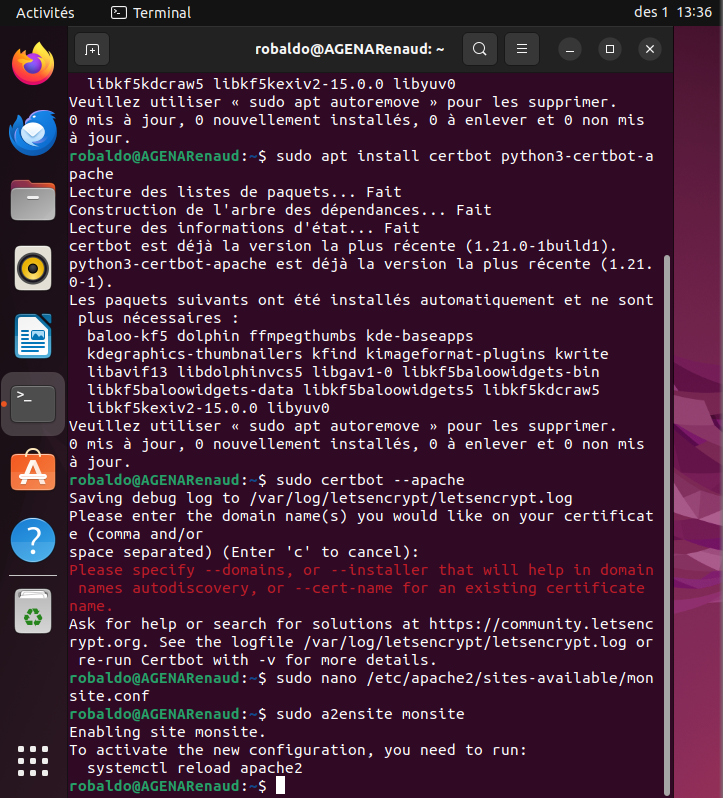 Activités
Terminal
des 1 13:36
robaldo@AGENARenaud: ~
libkf5kdcraw5 libkf5kexiv2-15.0.0 libyuv0
Veuillez utiliser « sudo apt autoremove » pour les supprimer.
0 mis à jour, 0 nouvellement installés, 0 à enlever et 0 non mis
à jour.
robaldo@AGENARenaud:~$ sudo apt install certbot python3-certbot-a
pache
Lecture des listes de paquets... Fait
Construction de l'arbre des dépendances... Fait
Lecture des informations d'état... Fait
certbot est déjà la version la plus récente (1.21.0-1build1).
python3-certbot-apache est déjà la version la plus récente (1.21.
0-1).
Les paquets suivants ont été installés automatiquement et ne sont
plus nécessaires :
baloo-kf5 dolphin ffmpegthumbs kde-baseapps
kdegraphics-thumbnailers kfind kimageformat-plugins kwrite
libavif13 libdolphinvcs5 libgav1-0 libkf5baloowidgets-bin
libkf5baloowidgets-data libkf5baloowidgets5 libkf5kdcraw5
libkf5kexiv2-15.0.0 libyuv0
Veuillez utiliser « sudo apt autoremove » pour les supprimer.
0 mis à jour, 0 nouvellement installés, 0 à enlever et 0 non mis
à jour.
robaldo@AGENARenaud:~$ sudo certbot --apache
Saving debug log to /var/log/letsencrypt/letsencrypt.log
Please enter the domain name(s) you would like on your certificat
e (comma and/or
space separated) (Enter 'c' to cancel):
Please specify --domains, or --installer that will help in domain
names autodiscovery, or --cert-name for an existing certificate
name.
Ask for help or search for solutions at https://community.letsenc
rypt.org. See the logfile /var/log/letsencrypt/letsencrypt.log or
re-run Certbot with -v for more details.
robaldo@AGENARenaud:~$ sudo nano /etc/apache2/sites-available/mon
site.conf
robaldo@AGENARenaud:~$ sudo a2ensite monsite
Enabling site monsite.
To activate the new configuration, you need to run:
systemctl reload apache2
robaldo@AGENARenaud:~$